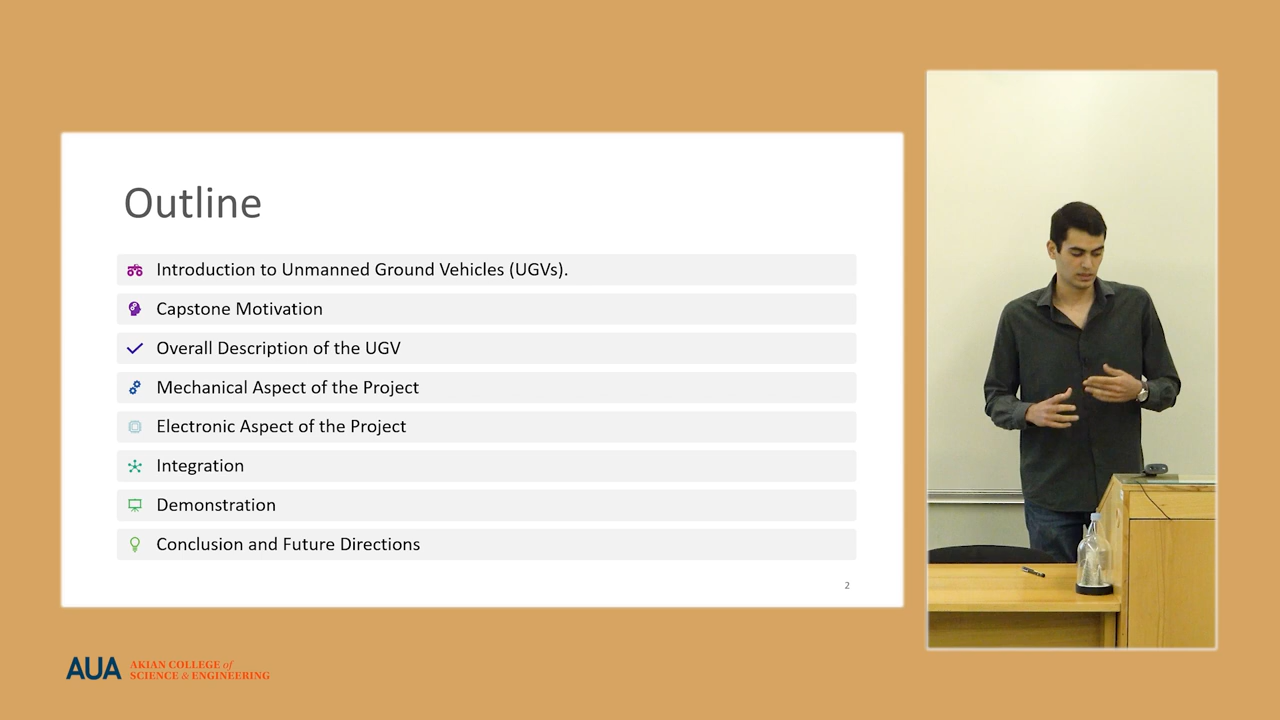 Outline
Introduction to Unmanned Ground Vehicles (UGVs).
Capstone Motivation
Overall Description of the UGV
Mechanical Aspect of the Project
Electronic Aspect of the Project
Integration
Demonstration
Conclusion and Future Directions
2
AUA
AKIAN COLLEGE of
SCIENCE & ENGINEERING